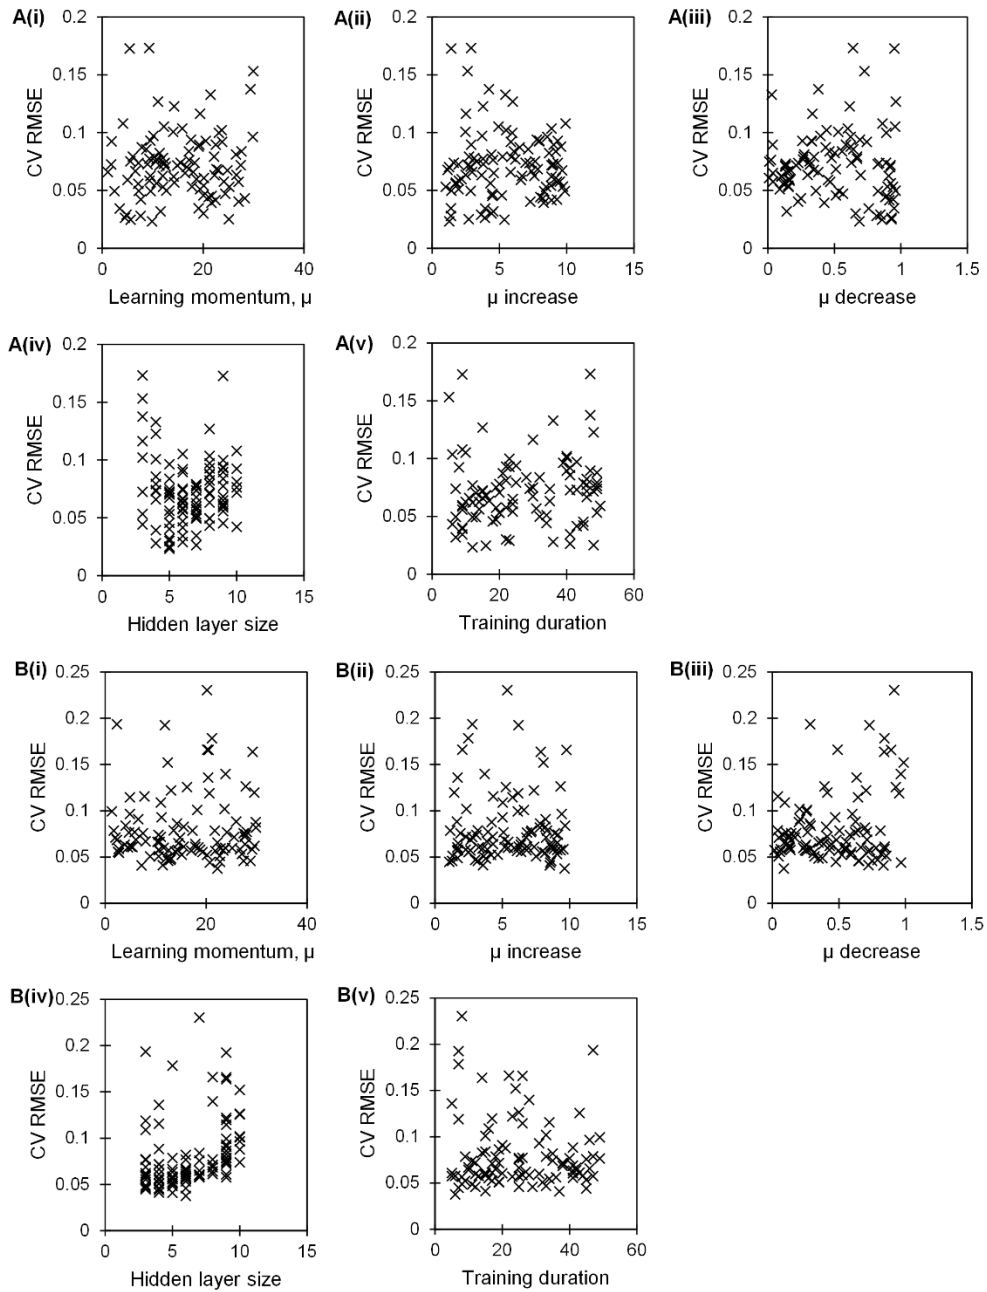 A(i) A(ii) A(iii)
0.2 0.2 0.2
0.15 0.15 0.15
0.1 0.1 0.1
0.05 0.05 0.05
0 0 0
CV RMSE CV RMSE CV RMSE
0 20 40 0 5 10 15 0 0.5 1 1.5
Learning momentum, μ μ increase μ decrease
A(iv) A(v)
0.2 0.2
0.15 0.15
0.1 0.1
0.05 0.05
0 0
CV RMSE CV RMSE
0 5 10 15 0 20 40 60
Hidden layer size Training duration
B(i) B(ii) B(iii)
0.25 0.25 0.25
0.2 0.2 0.2
0.15 0.15 0.15
0.1 0.1 0.1
0.05 0.05 0.05
0 0 0
CV RMSE CV RMSE CV RMSE
0 20 40 0 5 10 15 0 0.5 1 1.5
Learning momentum, μ μ increase μ decrease
B(iv) B(v)
0.25 0.25
0.2 0.2
0.15 0.15
0.1 0.1
0.05 0.05
0 0
CV RMSE CV RMSE
0 5 10 15 0 20 40 60
Hidden layer size Training duration